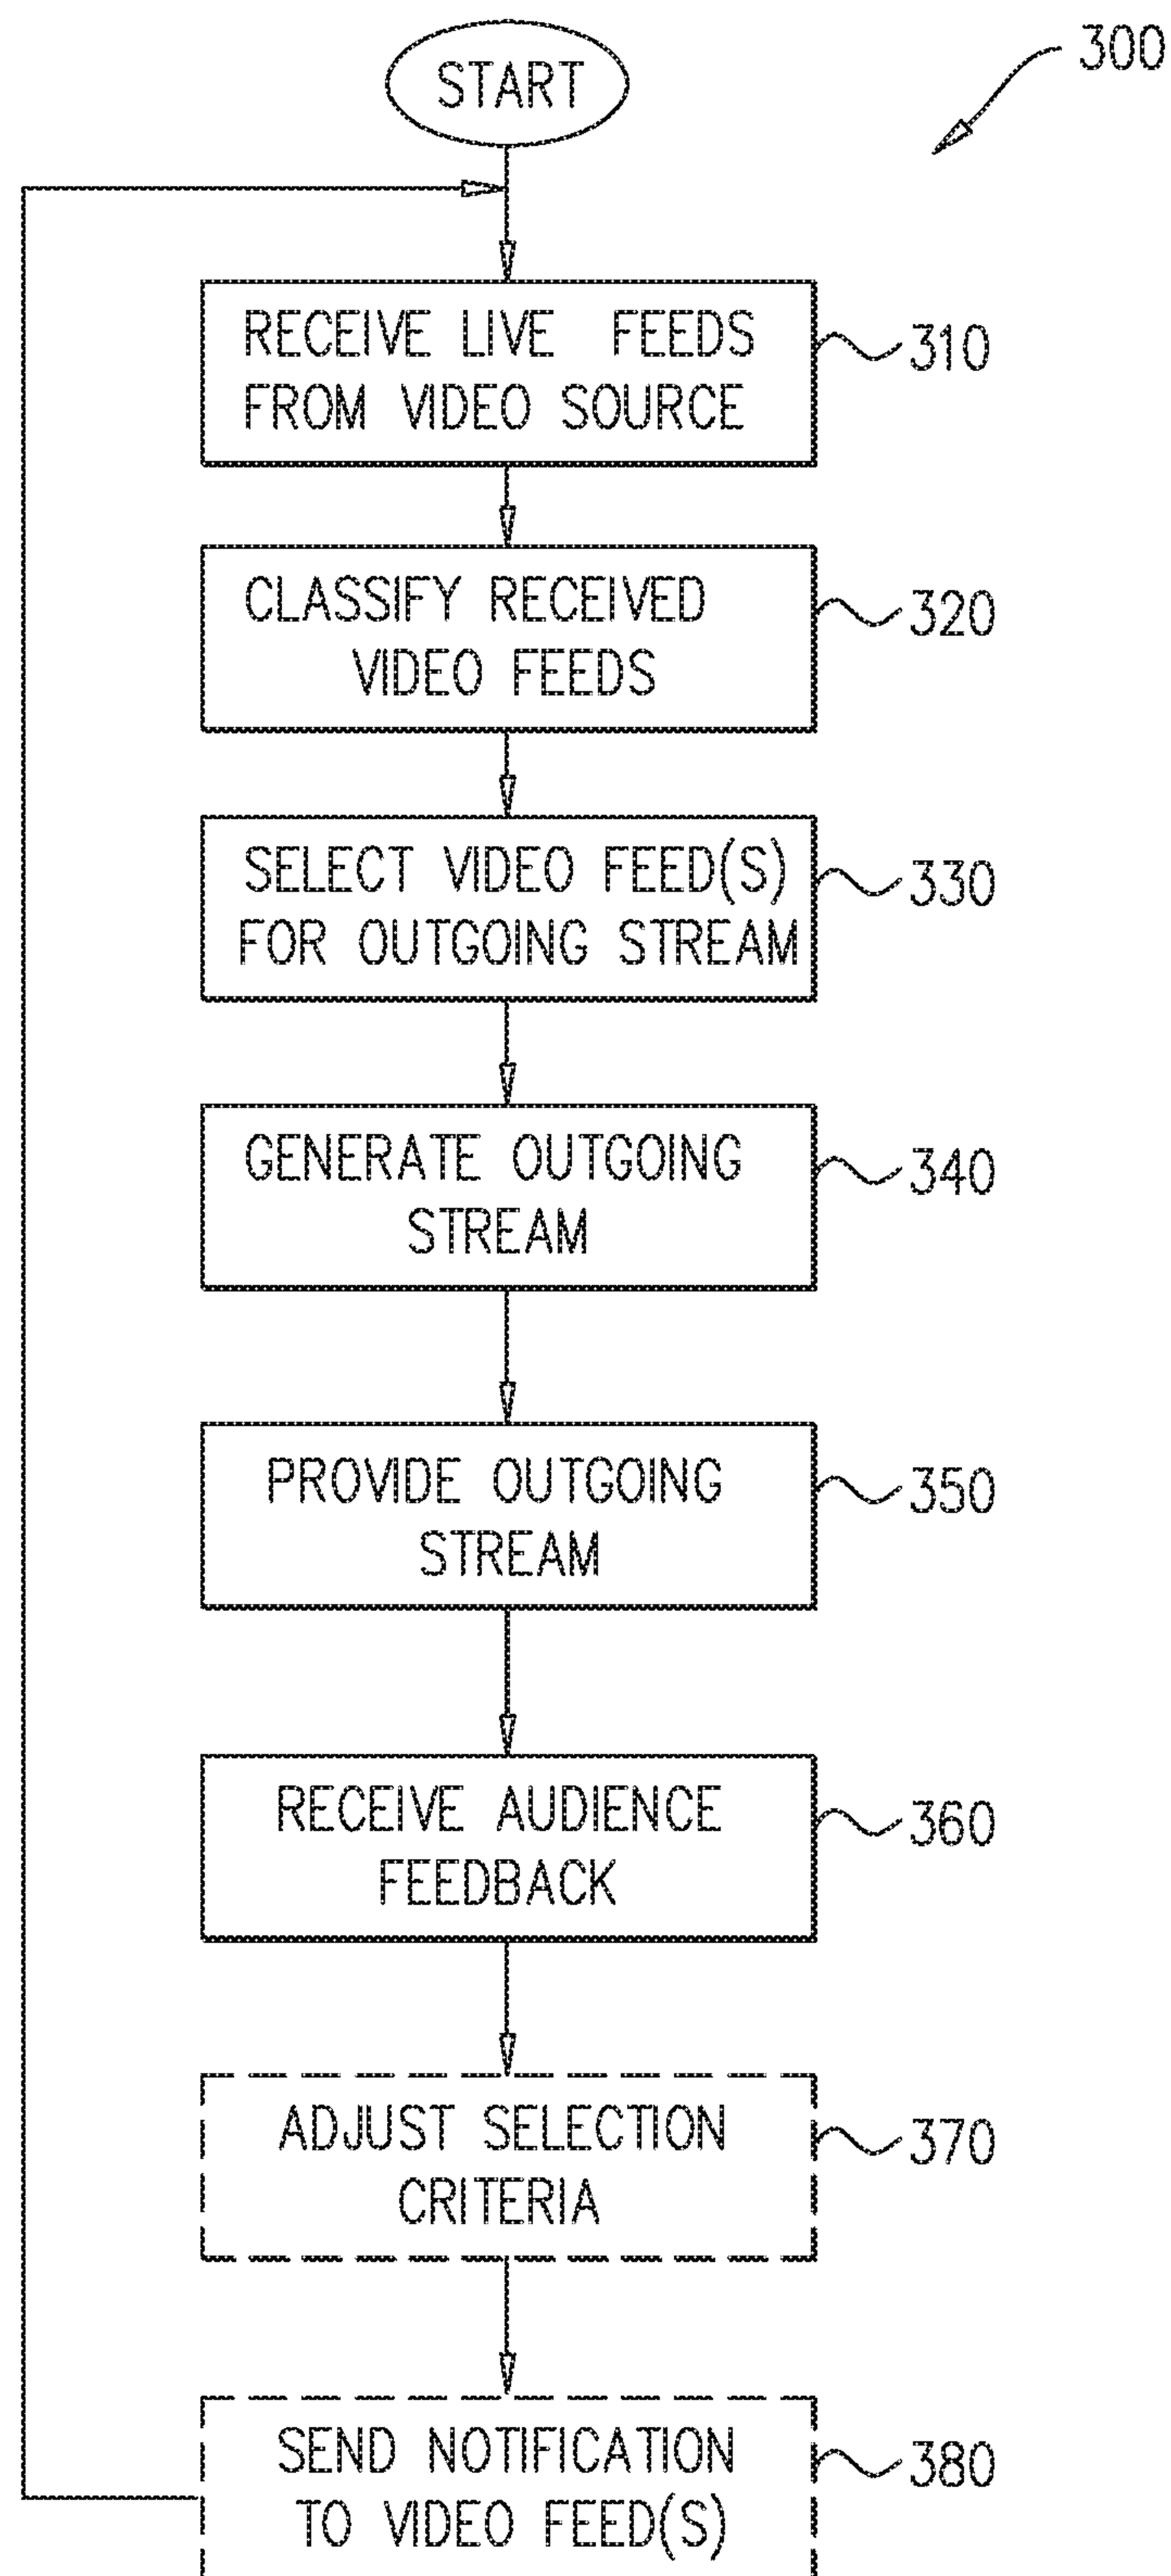 START
300
RECEIVE LIVE FEEDS
FROM VIDEO SOURCE
310
CLASSIFY RECEIVED
VIDEO FEEDS
320
SELECT VIDEO FEED(S)
FOR OUTGOING STREAM
330
GENERATE OUTGOING
STREAM
340
PROVIDE OUTGOING
STREAM
350
RECEIVE AUDIENCE
FEEDBACK
360
ADJUST SELECTION
CRITERIA
370
SEND NOTIFICATION
TO VIDEO FEED(S)
380